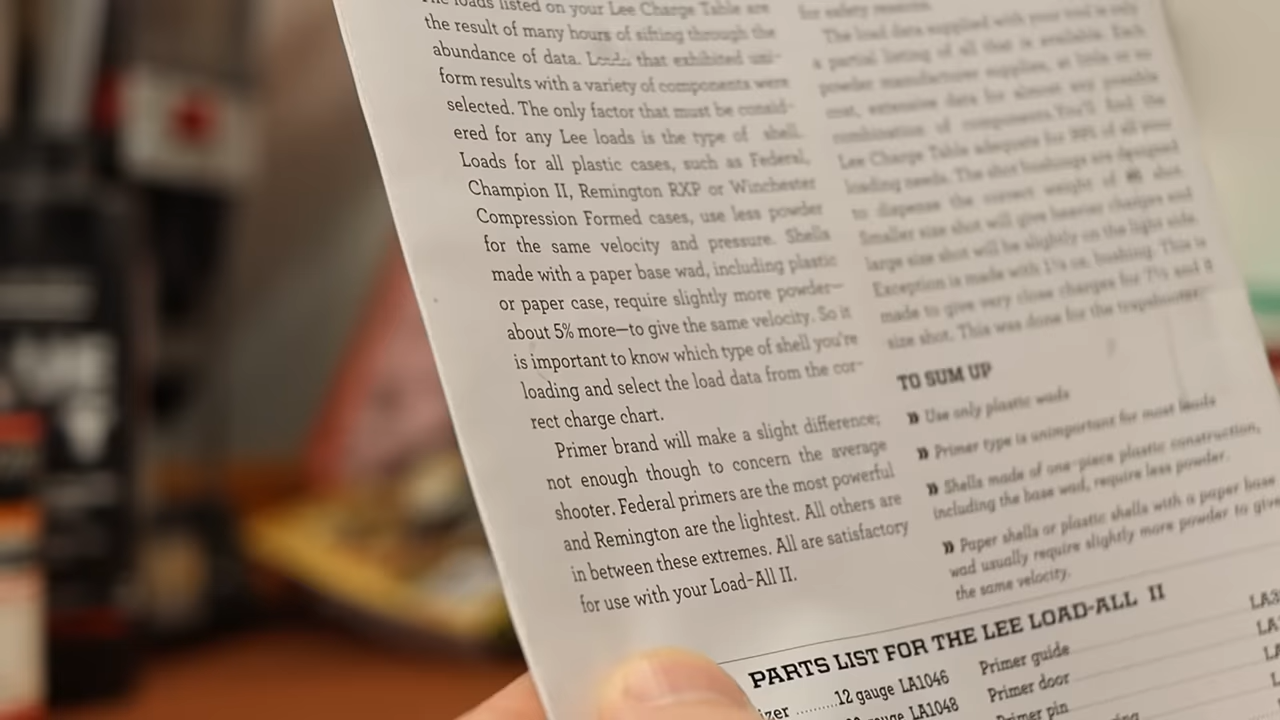 The loads listed on your Lee Charge Table are
the result of many hours of sifting through the
abundance of data. Loads that exhibited uni-
form results with a variety of components were
selected. The only factor that must be consid-
ered for any Lee loads is the type of shell.
Loads for all plastic cases, such as Federal,
Champion II, Remington RXP or Winchester
Compression Formed cases, use less powder
for the same velocity and pressure. Shells
made with a paper base wad, including plastic
or paper case, require slightly more powder—
about 5% more—to give the same velocity. So it
is important to know which type of shell you're
loading and select the load data from the cor-
rect charge chart.
Primer brand will make a slight difference;
not enough though to concern the average
shooter. Federal primers are the most powerful
and Remington are the lightest. All others are
in between these extremes. All are satisfactory
for use with your Load-All II.
for safety reasons.
The load data supplied with your tool is only
a partial listing of all that is available. Each
powder manufacturer supplies, at little or no
cost, extensive data for almost any possible
combination of components. You'll find the
Lee Charge Table adequate for 99% of all your
loading needs. The shot bushings are designed
to dispense the correct weight of shot.
Smaller size shot will give heavier charges and
large size shot will be slightly on the light side.
Exception is made with 1⅛ oz. bushing. This is
made to give very close charges for 7½ and 8
size shot. This was done for the trapshooter.
TO SUM UP
» Use only plastic wads
» Primer type is unimportant for most loads
» Shells made of one-piece plastic construction,
including the base wad, require less powder.
» Paper shells or plastic shells with a paper base
wad usually require slightly more powder to give
the same velocity.
PARTS LIST FOR THE LEE LOAD-ALL II
izer ..........12 gauge LA1046
gauge LA1048
Primer guide
Primer door
Primer pin